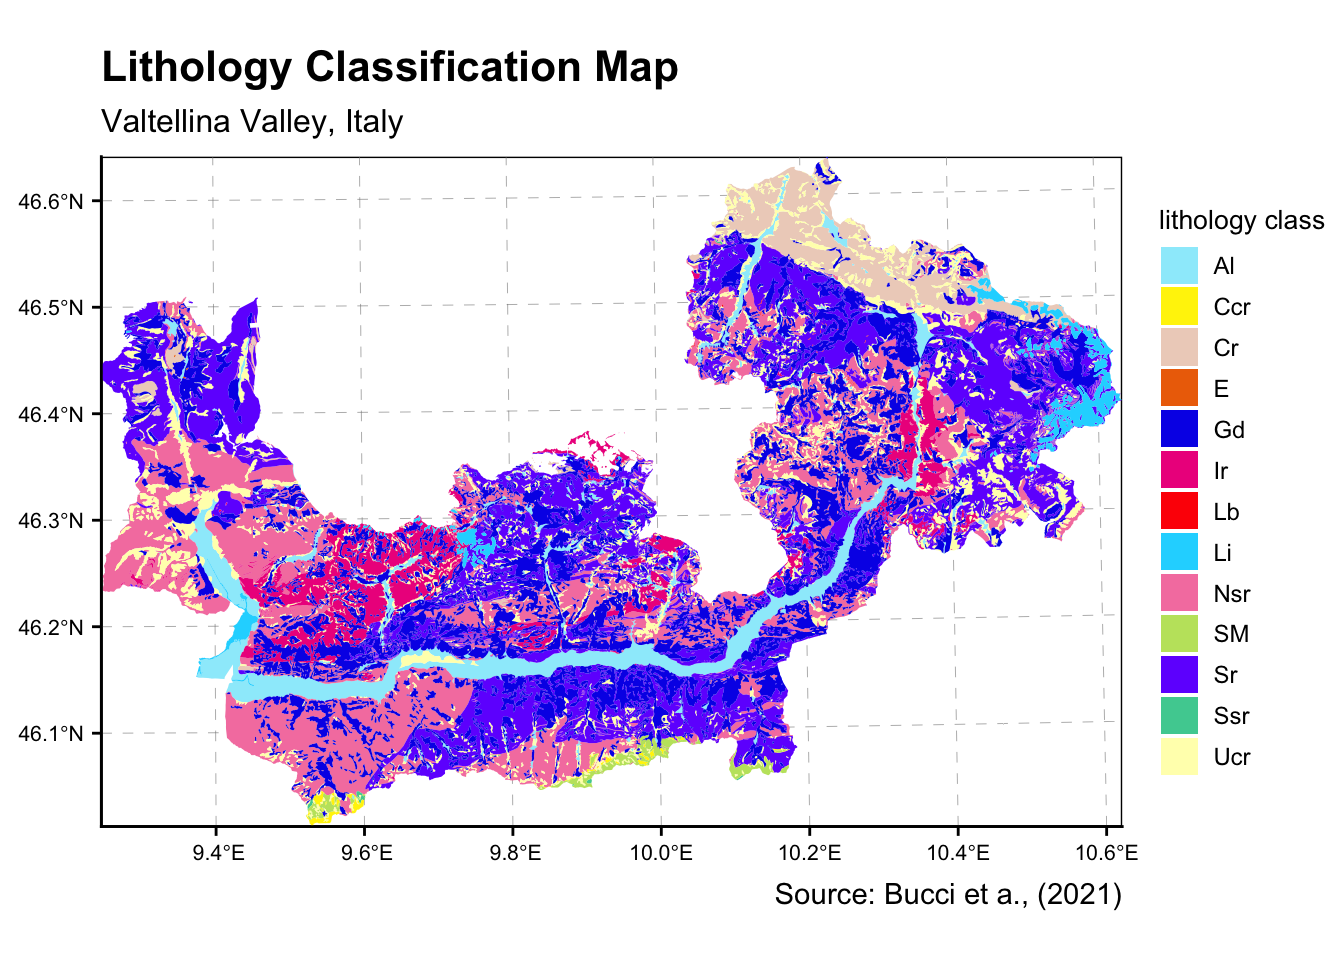 Lithology Classification Map
Valtellina Valley, Italy
46.6°N
46.5°N
46.4°N
46.3°N
46.2°N
46.1°N
9.4°E
9.6°E
9.8°E
10.0°E
10.2°E
10.4°E
10.6°E
lithology class
Al
Ccr
Cr
E
Gd
Ir
Lb
Li
Nsr
SM
Sr
Ssr
Ucr
Source: Bucci et a., (2021)